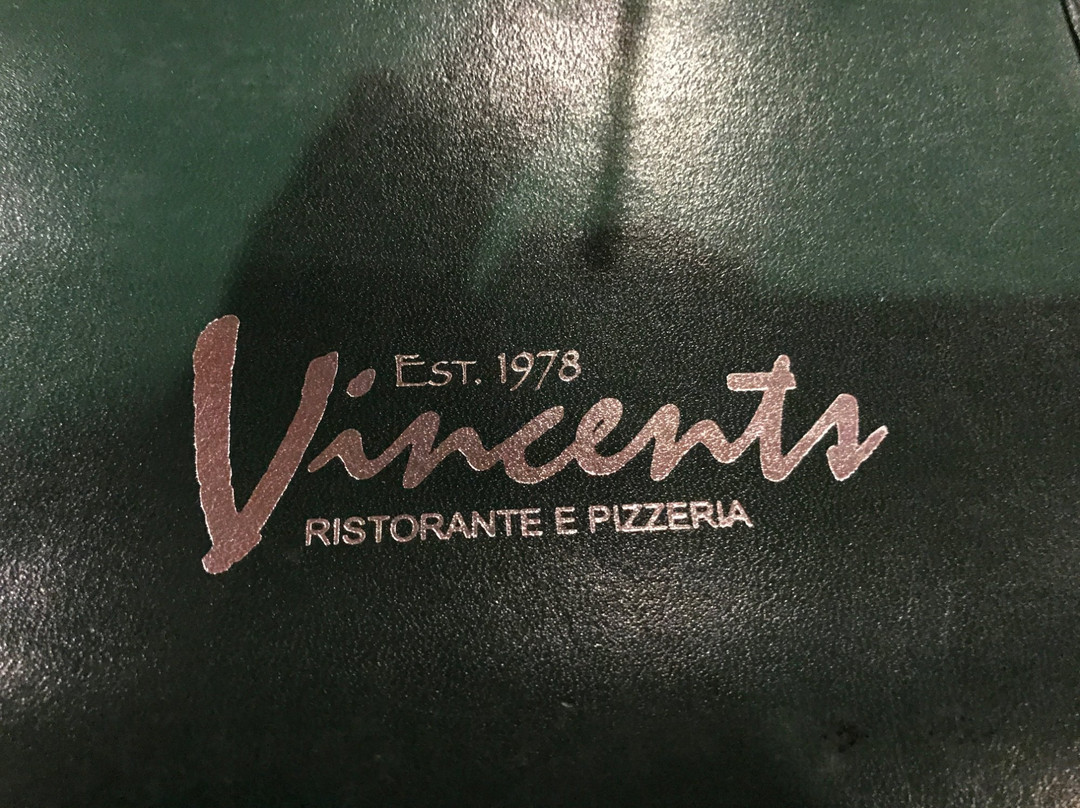 Est. 1978
Vincents
RISTORANTE E PIZZERIA